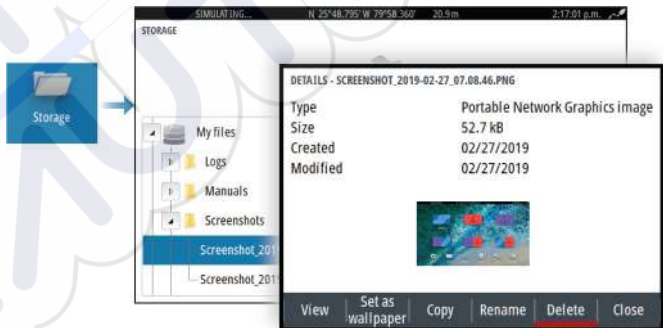 SIMULATING... N 25°48.795' W 79°58.360' 20.9 m 2:17:01 p.m.
STORAGE
Storage
My files
Logs
Manuals
Screenshots
Screenshot_201
Screenshot_201
DETAILS - SCREENSHOT_2019-02-27_07.08.46.PNG
Type Portable Network Graphics image
Size 52.7 kB
Created 02/27/2019
Modified 02/27/2019
View Set as wallpaper Copy Rename Delete Close